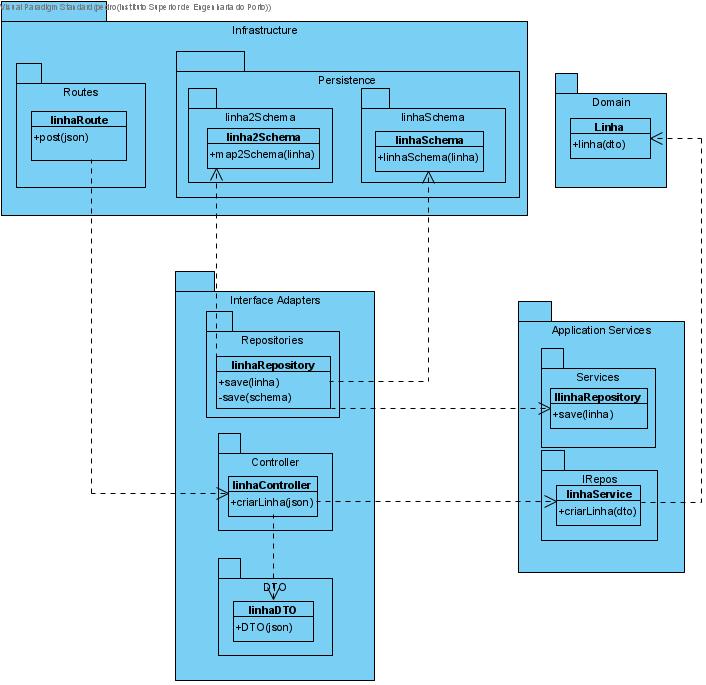 Visual Paradigm Standard(pedro(Instituto Superior de Engenharia do Porto))
Infrastructure
Routes
linhaRoute
+post(json)
Persistence
linha2Schema
linha2Schema
+map2Schema(linha)
linhaSchema
linhaSchema
+linhaSchema(linha)
Domain
Linha
+linha(dto)
Interface Adapters
Repositories
linhaRepository
+save(linha)
-save(schema)
Controller
linhaController
+criarLinha(json)
DTO
linhaDTO
+DTO(json)
Application Services
Services
IlinhaRepository
+save(linha)
IRepos
linhaService
+criarLinha(dto)